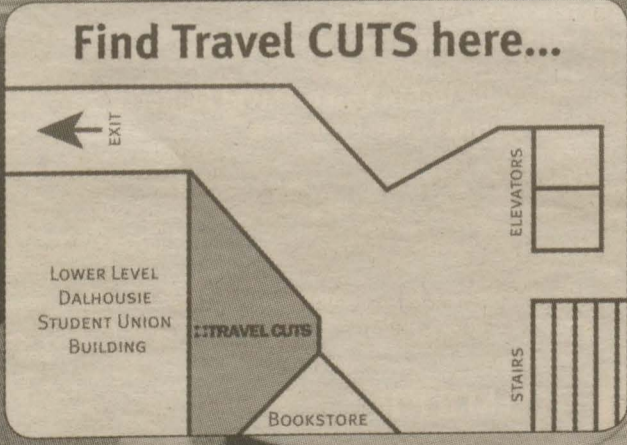 Find Travel CUTS here...
EXIT
ELEVATORS
LOWER LEVEL
DALHOUSIE
STUDENT UNION
BUILDING
::TRAVEL CUTS
STAIRS
BOOKSTORE